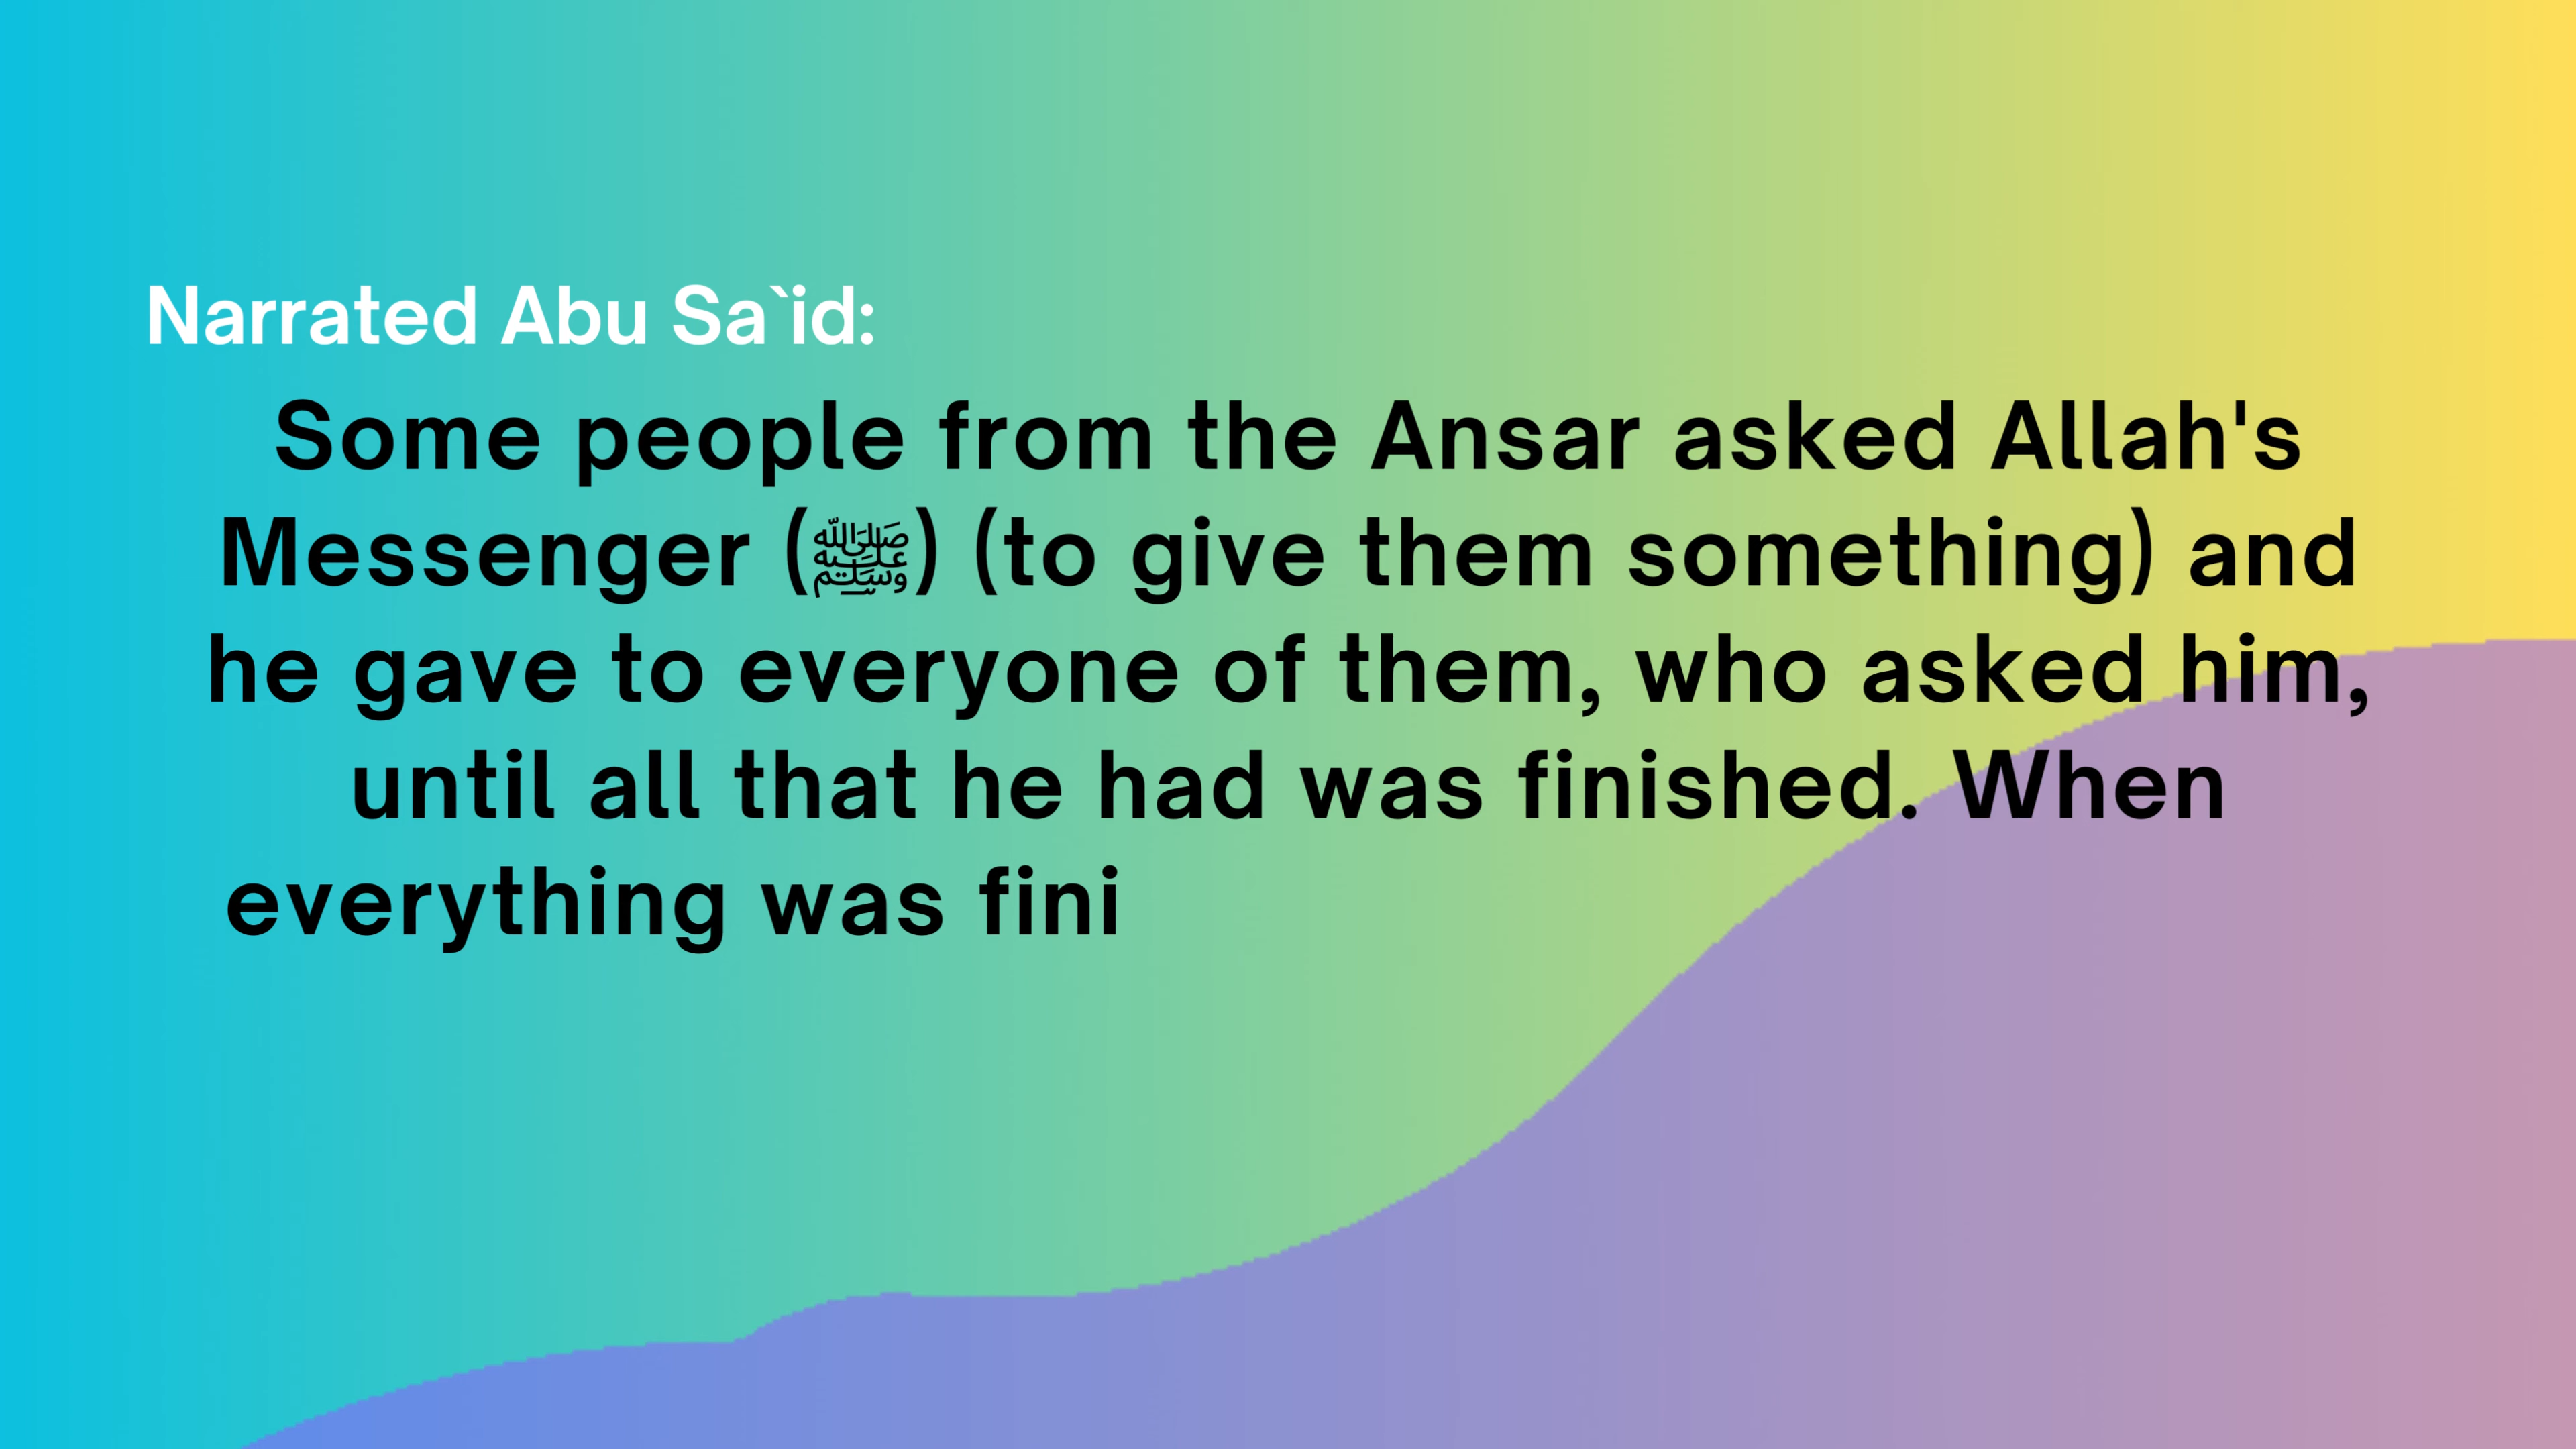 Narrated Abu Sa`id:
Some people from the Ansar asked Allah's
Messenger (ﷺ) (to give them something) and
he gave to everyone of them, who asked him,
until all that he had was finished. When
everything was fini